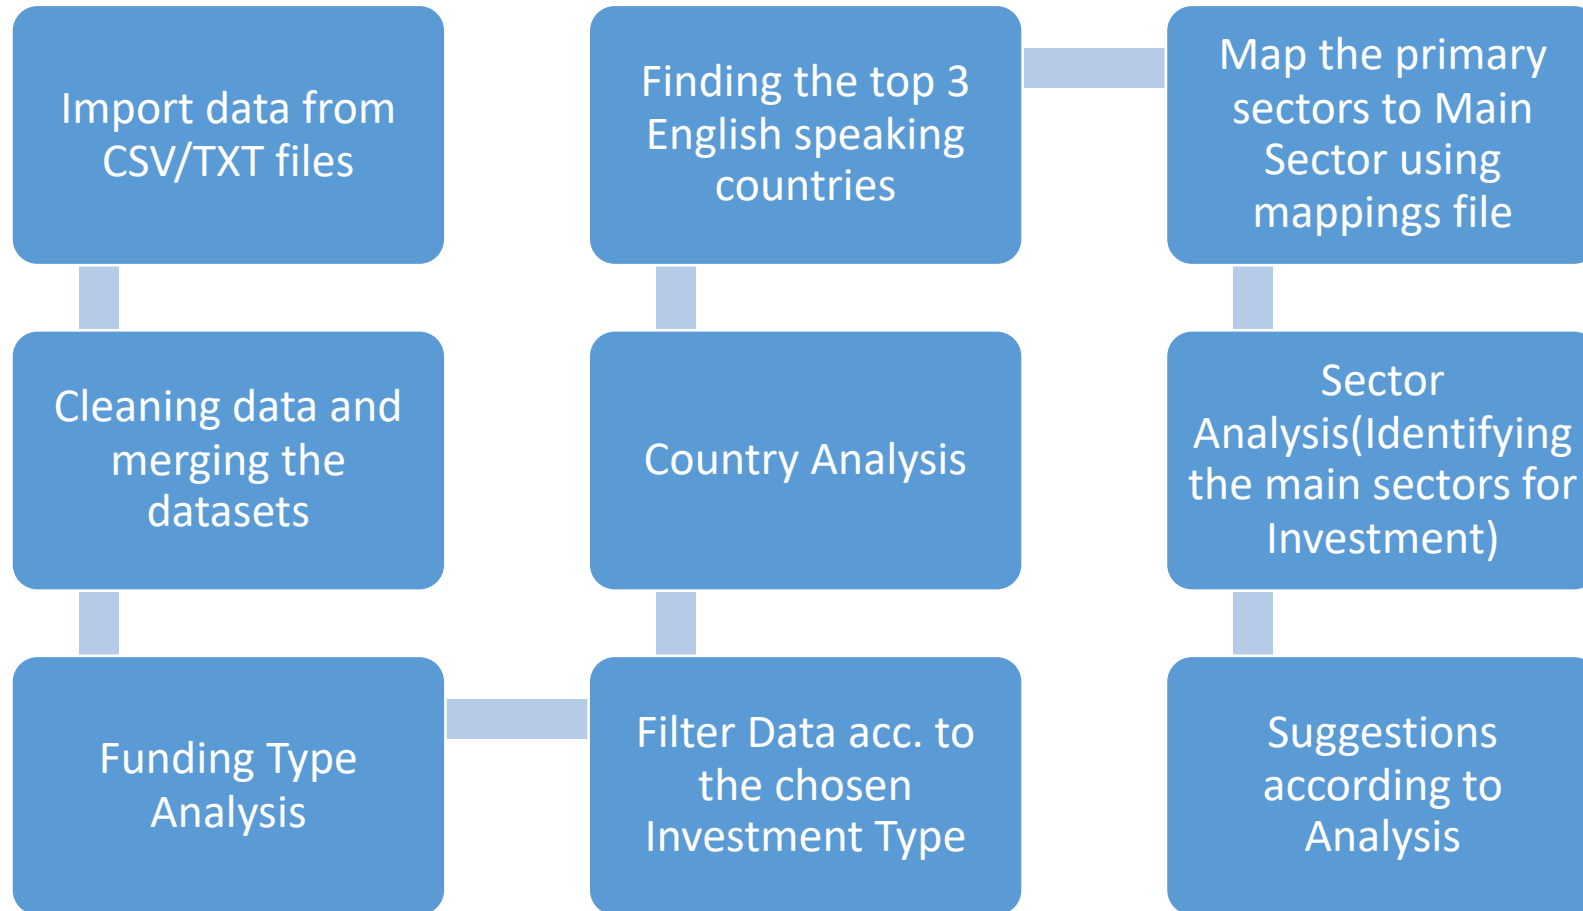 Import data from
CSV/TXT files
Cleaning data and
merging the
datasets
Funding Type
Analysis
Filter Data acc. to
the chosen
Investment Type
Country Analysis
Finding the top 3
English speaking
countries
Map the primary
sectors to Main
Sector using
mappings file
Sector
Analysis(Identifying
the main sectors for
Investment)
Suggestions
according to
Analysis